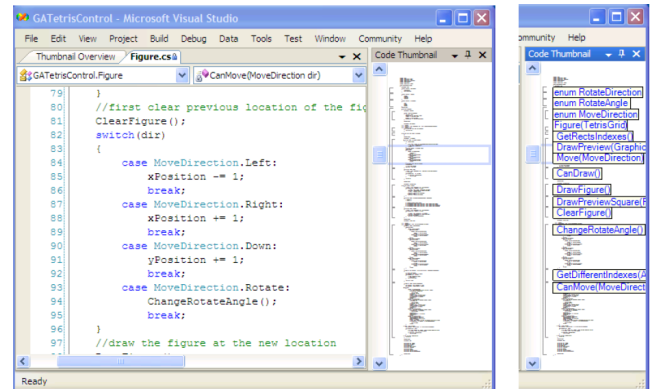 GATetrisControl - Microsoft Visual Studio
File Edit View Project Build Debug Data Tools Test Window Community Help
Thumbnail Overview Figure.cs
GATetrisControl.Figure CanMove(MoveDirection dir)
79 }
80 //first clear previous location of the fig
81 ClearFigure();
82 switch(dir)
83 {
84 case MoveDirection.Left:
85 xPosition -= 1;
86 break;
87 case MoveDirection.Right:
88 xPosition += 1;
89 break;
90 case MoveDirection.Down:
91 yPosition += 1;
92 break;
93 case MoveDirection.Rotate:
94 ChangeRotateAngle();
95 break;
96 }
97 //draw the figure at the new location
Ready
Code Thumbnail
ommunity Help
Code Thumbnail
enum RotateDirection
enum RotateAngle
enum MoveDirection
Figure(TetrisGrid)
GetRectsIndexes()
DrawPreview(Graphic
Move(MoveDirection)
CanDraw()
DrawFigure()
DrawPreviewSquare(F
ClearFigure()
ChangeRotateAngle()
GetDifferentIndexes(A
CanMove(MoveDirect